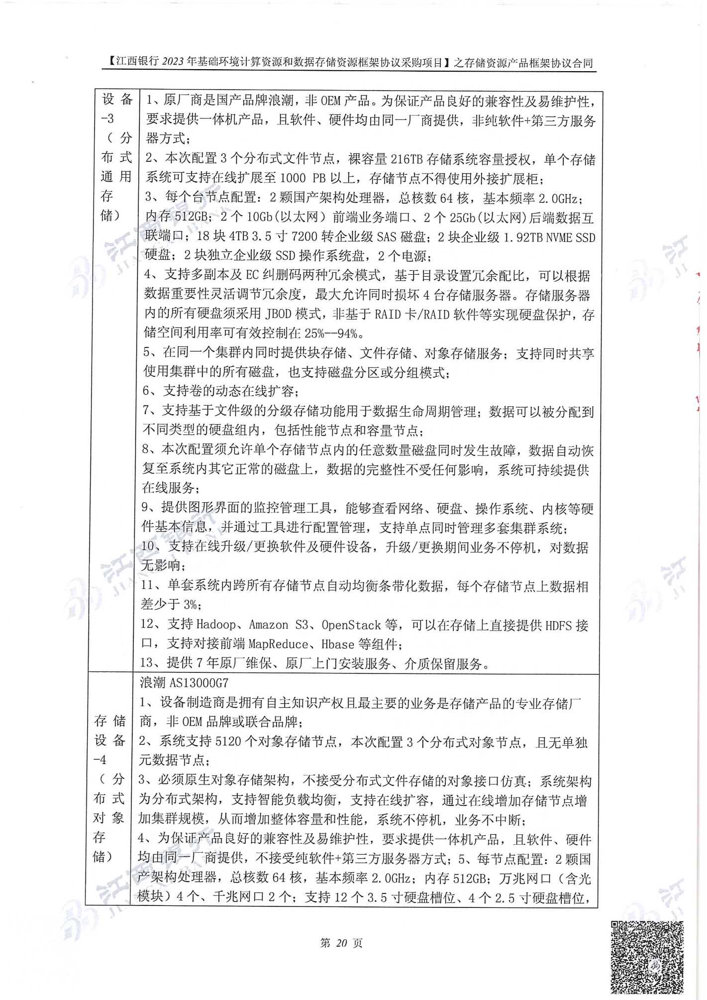 【江西银行 2023 年基础环境计算资源和数据存储资源框架协议采购项目】之存储资源产品框架协议合同
设 备
-3
（ 分
布 式
通 用
存
储）
1、原厂商是国产品牌浪潮，非 OEM 产品。为保证产品良好的兼容性及易维护性，
要求提供一体机产品，且软件、硬件均由同一厂商提供，非纯软件+第三方服务
器方式；
2、本次配置 3 个分布式文件节点，裸容量 216TB 存储系统容量授权，单个存储
系统可支持在线扩展至 1000 PB 以上，存储节点不得使用外接扩展柜；
3、每个台节点配置：2 颗国产架构处理器，总核数 64 核，基本频率 2.0GHz；
内存 512GB；2 个 10Gb(以太网）前端业务端口、2 个 25Gb(以太网)后端数据互
联端口；18 块 4TB 3.5 寸 7200 转企业级 SAS 磁盘；2 块企业级 1.92TB NVME SSD
硬盘；2 块独立企业级 SSD 操作系统盘，2 个电源；
4、支持多副本及 EC 纠删码两种冗余模式，基于目录设置冗余配比，可以根据
数据重要性灵活调节冗余度，最大允许同时损坏 4 台存储服务器。存储服务器
内的所有硬盘须采用 JBOD 模式，非基于 RAID 卡/RAID 软件等实现硬盘保护，存
储空间利用率可有效控制在 25%--94%。
5、在同一个集群内同时提供块存储、文件存储、对象存储服务；支持同时共享
使用集群中的所有磁盘，也支持磁盘分区或分组模式；
6、支持卷的动态在线扩容；
7、支持基于文件级的分级存储功能用于数据生命周期管理；数据可以被分配到
不同类型的硬盘组内，包括性能节点和容量节点；
8、本次配置须允许单个存储节点内的任意数量磁盘同时发生故障，数据自动恢
复至系统内其它正常的磁盘上，数据的完整性不受任何影响，系统可持续提供
在线服务；
9、提供图形界面的监控管理工具，能够查看网络、硬盘、操作系统、内核等硬
件基本信息，并通过工具进行配置管理，支持单点同时管理多套集群系统；
10、支持在线升级/更换软件及硬件设备，升级/更换期间业务不停机，对数据
无影响；
11、单套系统内跨所有存储节点自动均衡条带化数据，每个存储节点上数据相
差少于 3%；
12、支持 Hadoop、Amazon S3、OpenStack 等，可以在存储上直接提供 HDFS 接
口，支持对接前端 MapReduce、Hbase 等组件；
13、提供 7 年原厂维保、原厂上门安装服务、介质保留服务。
存 储
设 备
-4
（ 分
布 式
对 象
存
储）
浪潮 AS13000G7
1、设备制造商是拥有自主知识产权且最主要的业务是存储产品的专业存储厂
商，非 OEM 品牌或联合品牌；
2、系统支持 5120 个对象存储节点，本次配置 3 个分布式对象节点，且无单独
元数据节点；
3、必须原生对象存储架构，不接受分布式文件存储的对象接口仿真；系统架构
为分布式架构，支持智能负载均衡，支持在线扩容，通过在线增加存储节点增
加集群规模，从而增加整体容量和性能，系统不停机，业务不中断；
4、为保证产品良好的兼容性及易维护性，要求提供一体机产品，且软件、硬件
均由同一厂商提供，不接受纯软件+第三方服务器方式；5、每节点配置：2 颗国
产架构处理器，总核数 64 核，基本频率 2.0GHz；内存 512GB；万兆网口（含光
模块）4 个、千兆网口 2 个；支持 12 个 3.5 寸硬盘槽位、4 个 2.5 寸硬盘槽位，
第 20 页
江西银行
JIANGXI BANK
江西银行
JIANGXI BANK
江西银行
JIANGXI BANK